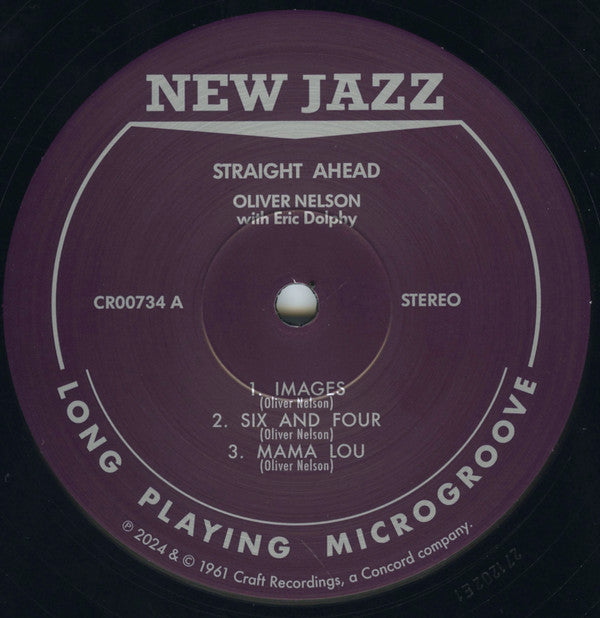 NEW JAZZ
STRAIGHT AHEAD
OLIVER NELSON
with Eric Dolphy
CR00734 A
STEREO
1. IMAGES
(Oliver Nelson)
2. SIX AND FOUR
(Oliver Nelson)
3. MAMA LOU
(Oliver Nelson)
LONG PLAYING MICROGROOVE
℗ 2024 & © 1961 Craft Recordings, a Concord company.
271202E1